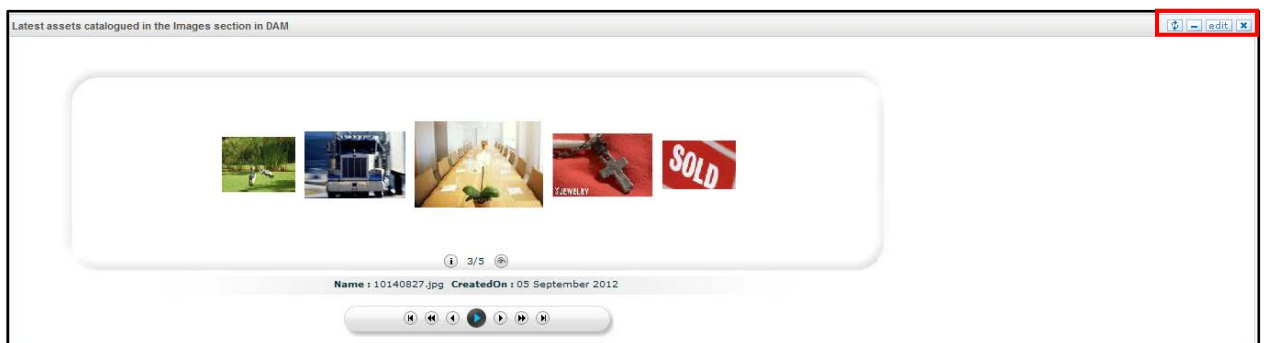 Latest assets catalogued in the Images section in DAM edit
SOLD
JEWELRY
3/5
Name : 10140827.jpg CreatedOn : 05 September 2012